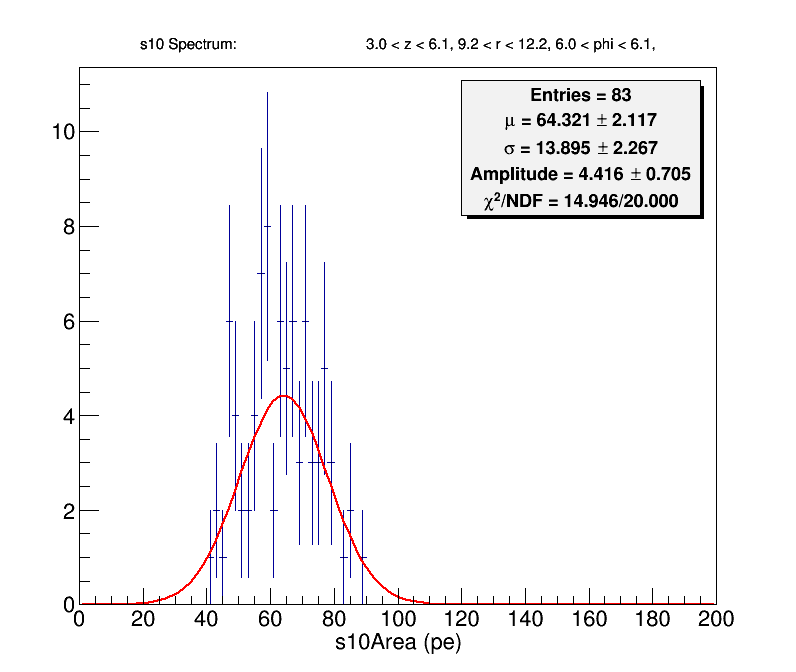 s10 Spectrum: 3.0 < z < 6.1, 9.2 < r < 12.2, 6.0 < phi < 6.1,
Entries = 83
μ = 64.321 ± 2.117
σ = 13.895 ± 2.267
Amplitude = 4.416 ± 0.705
χ²/NDF = 14.946/20.000
10
8
6
4
2
0
0 20 40 60 80 100 120 140 160 180 200
s10Area (pe)